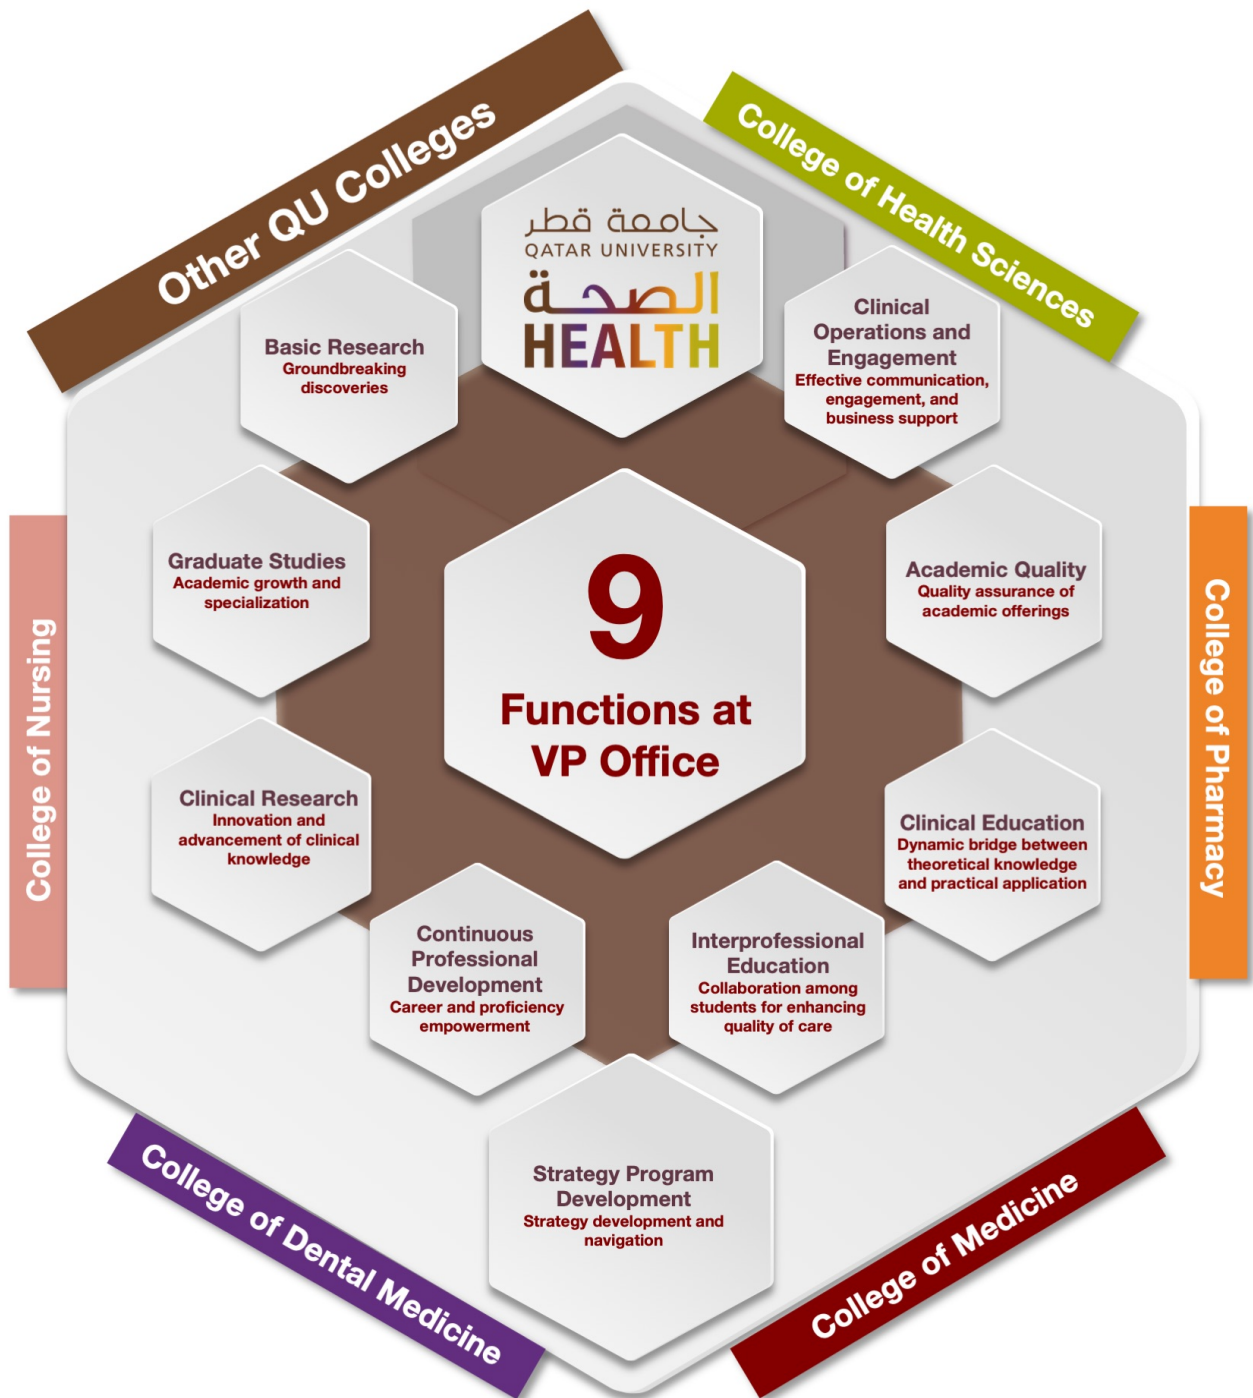 Other QU Colleges
College of Health Sciences
جامعة قطر
QATAR UNIVERSITY
الصحة
HEALTH
Basic Research
Groundbreaking
discoveries
Clinical
Operations and
Engagement
Effective communication,
engagement, and
business support
Graduate Studies
Academic growth and
specialization
9
Functions at
VP Office
Academic Quality
Quality assurance of
academic offerings
College of Nursing
College of Pharmacy
Clinical Research
Innovation and
advancement of clinical
knowledge
Clinical Education
Dynamic bridge between
theoretical knowledge
and practical application
Continuous
Professional
Development
Career and proficiency
empowerment
Interprofessional
Education
Collaboration among
students for enhancing
quality of care
Strategy Program
Development
Strategy development and
navigation
College of Dental Medicine
College of Medicine